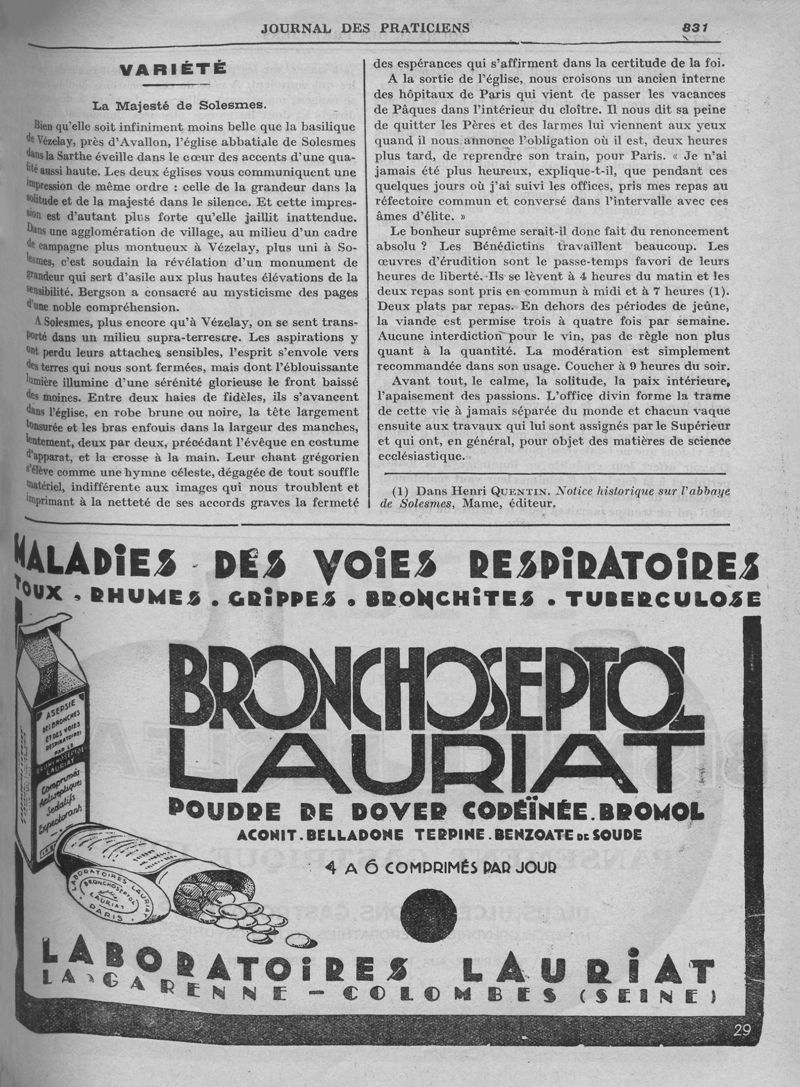 JOURNAL DES PRATICIENS 831
VARIÉTÉ
La Majesté de Solesmes.
Bien qu'elle soit infiniment moins belle que la basilique
de Vézelay, près d'Avallon, l'église abbatiale de Solesmes
dans la Sarthe éveille dans le cœur des accents d'une qua-
lité aussi haute. Les deux églises vous communiquent une
impression de même ordre : celle de la grandeur dans la
solitude et de la majesté dans le silence. Et cette impres-
sion est d'autant plus forte qu'elle jaillit inattendue.
Dans une agglomération de village, au milieu d'un cadre
de campagne plus montueux à Vézelay, plus uni à So-
lesmes, c'est soudain la révélation d'un monument de
grandeur qui sert d'asile aux plus hautes élévations de la
sensibilité. Bergson a consacré au mysticisme des pages
d'une noble compréhension.
A Solesmes, plus encore qu'à Vézelay, on se sent trans-
porté dans un milieu supra-terrestre. Les aspirations y
ont perdu leurs attaches sensibles, l'esprit s'envole vers
des terres qui nous sont fermées, mais dont l'éblouissante
lumière illumine d'une sérénité glorieuse le front baissé
des moines. Entre deux haies de fidèles, ils s'avancent
dans l'église, en robe brune ou noire, la tête largement
tonsurée et les bras enfouis dans la largeur des manches,
lentement, deux par deux, précédant l'évêque en costume
d'apparat, et la crosse à la main. Leur chant grégorien
s'élève comme une hymne céleste, dégagée de tout souffle
matériel, indifférente aux images qui nous troublent et
imprimant à la netteté de ses accords graves la fermeté
des espérances qui s'affirment dans la certitude de la foi.
A la sortie de l'église, nous croisons un ancien interne
des hôpitaux de Paris qui vient de passer les vacances
de Pâques dans l'intérieur du cloître. Il nous dit sa peine
de quitter les Pères et des larmes lui viennent aux yeux
quand il nous annonce l'obligation où il est, deux heures
plus tard, de reprendre son train, pour Paris. « Je n'ai
jamais été plus heureux, explique-t-il, que pendant ces
quelques jours où j'ai suivi les offices, pris mes repas au
réfectoire commun et conversé dans l'intervalle avec ces
âmes d'élite. »
Le bonheur suprême serait-il donc fait du renoncement
absolu ? Les Bénédictins travaillent beaucoup. Les
œuvres d'érudition sont le passe-temps favori de leurs
heures de liberté. Ils se lèvent à 4 heures du matin et les
deux repas sont pris en commun à midi et à 7 heures (1).
Deux plats par repas. En dehors des périodes de jeûne,
la viande est permise trois à quatre fois par semaine.
Aucune interdiction pour le vin, pas de règle non plus
quant à la quantité. La modération est simplement
recommandée dans son usage. Coucher à 9 heures du soir.
Avant tout, le calme, la solitude, la paix intérieure,
l'apaisement des passions. L'office divin forme la trame
de cette vie à jamais séparée du monde et chacun vaque
ensuite aux travaux qui lui sont assignés par le Supérieur
et qui ont, en général, pour objet des matières de science
ecclésiastique.
(1) Dans Henri QUENTIN. Notice historique sur l'abbaye
de Solesmes, Mame, éditeur.
MALADIES DES VOIES RESPIRATOIRES
TOUX . RHUMES . GRIPPES . BRONCHITES . TUBERCULOSE
ASEPSIE
DES BRONCHES
ET DES VOIES
RESPIRATOIRES
PAR LE
BRONCHOSEPTOL
LAURIAT
Comprimés
Antiseptiques
Sédatifs
Expectorants
BRONCHOSEPTOL
LAURIAT
POUDRE DE DOVER CODÉÏNÉE. BROMOL
ACONIT. BELLADONE TERPINE. BENZOATE DE SOUDE
4 A 6 COMPRIMÉS PAR JOUR
LABORATOIRES LAURIAT
BRONCHOSEPTOL
LAURIAT
PARIS
LABORATOIRES LAURIAT
LA GARENNE - COLOMBES (SEINE)
29